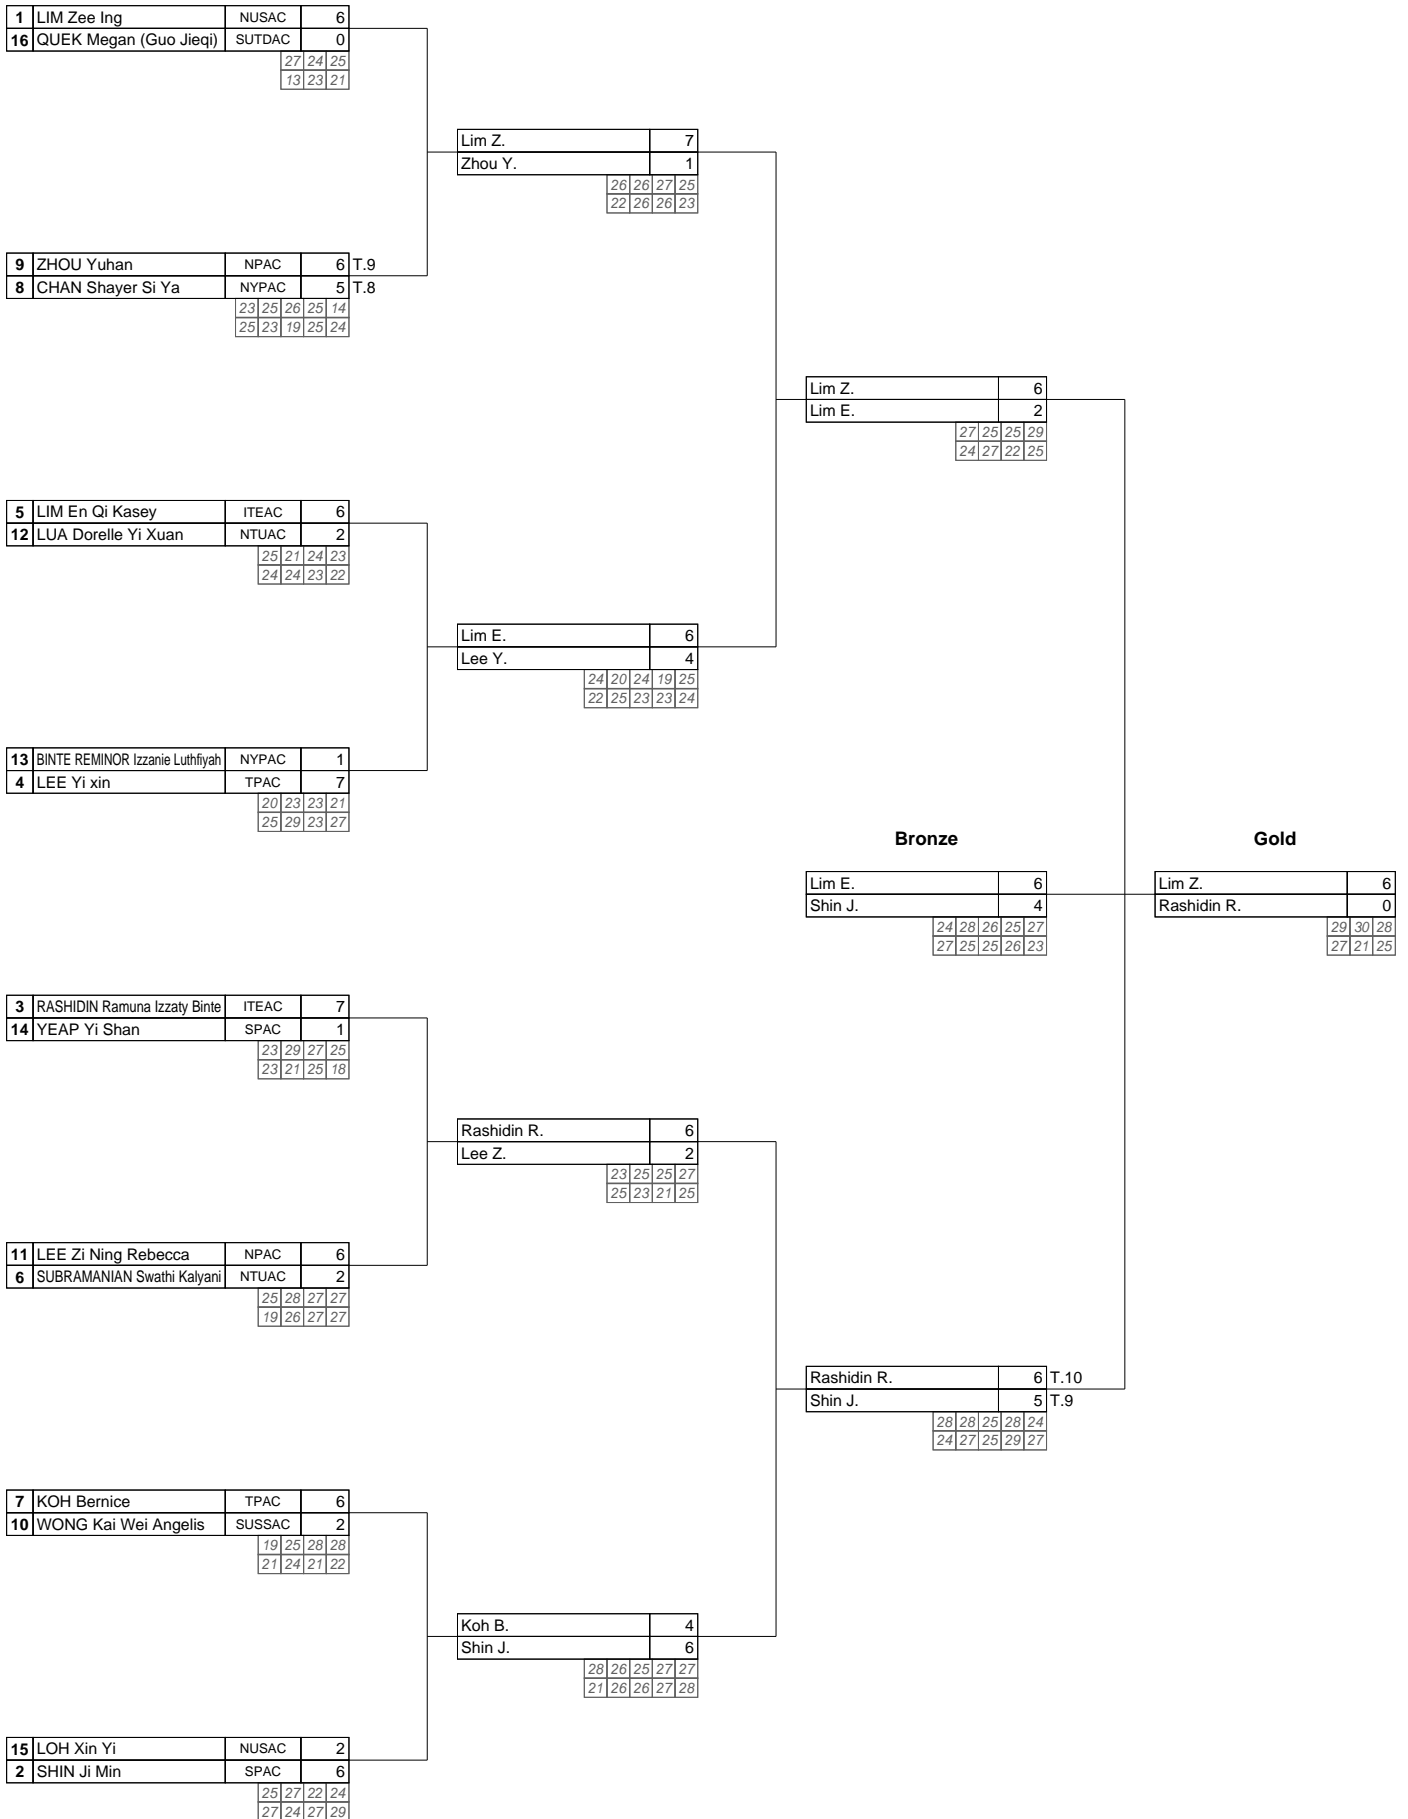 1 LIM Zee Ing NUSAC 6
16 QUEK Megan (Guo Jieqi) SUTDAC 0
27 24 25
13 23 21
Lim Z. 7
Zhou Y. 1
26 26 27 25
22 26 26 23
9 ZHOU Yuhan NPAC 6 T.9
8 CHAN Shayer Si Ya NYPAC 5 T.8
23 25 26 25 14
25 23 19 25 24
Lim Z. 6
Lim E. 2
27 25 25 29
24 27 22 25
5 LIM En Qi Kasey ITEAC 6
12 LUA Dorelle Yi Xuan NTUAC 2
25 21 24 23
24 24 23 22
Lim E. 6
Lee Y. 4
24 20 24 19 25
22 25 23 23 24
13 BINTE REMINOR Izzanie Luthfiyah NYPAC 1
4 LEE Yi xin TPAC 7
20 23 23 21
25 29 23 27
Bronze Gold
Lim E. 6 Lim Z. 6
Shin J. 4 Rashidin R. 0
24 28 26 25 27 29 30 28
27 25 25 26 23 27 21 25
3 RASHIDIN Ramuna Izzaty Binte ITEAC 7
14 YEAP Yi Shan SPAC 1
23 29 27 25
23 21 25 18
Rashidin R. 6
Lee Z. 2
23 25 25 27
25 23 21 25
11 LEE Zi Ning Rebecca NPAC 6
6 SUBRAMANIAN Swathi Kalyani NTUAC 2
25 28 27 27
19 26 27 27
Rashidin R. 6 T.10
Shin J. 5 T.9
28 28 25 28 24
24 27 25 29 27
7 KOH Bernice TPAC 6
10 WONG Kai Wei Angelis SUSSAC 2
19 25 28 28
21 24 21 22
Koh B. 4
Shin J. 6
28 26 25 27 27
21 26 26 27 28
15 LOH Xin Yi NUSAC 2
2 SHIN Ji Min SPAC 6
25 27 22 24
27 24 27 29